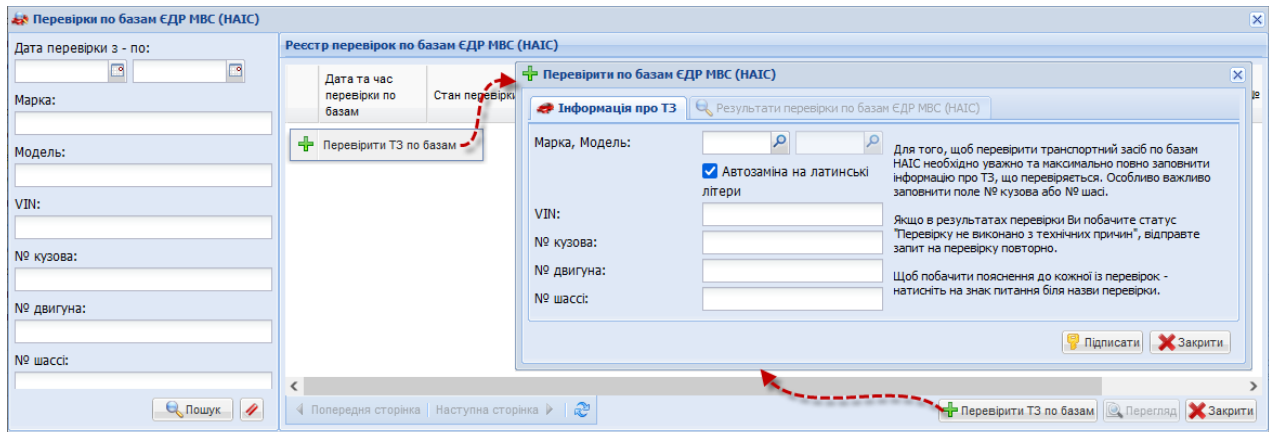 Перевірки по базам ЄДР МВС (НАІС)
Дата перевірки з - по:
Марка:
Модель:
VIN:
№ кузова:
№ двигуна:
№ шассі:
Пошук
Реєстр перевірок по базам ЄДР МВС (НАІС)
Дата та час
перевірки по
базам
Стан перевірк
Перевірити ТЗ по базам
Перевірити по базам ЄДР МВС (НАІС)
Інформація про ТЗ
Результати перевірки по базам ЄДР МВС (НАІС)
Марка, Модель:
Автозаміна на латинські
літери
VIN:
№ кузова:
№ двигуна:
№ шассі:
Для того, щоб перевірити транспортний засіб по базам
НАІС необхідно уважно та максимально повно заповнити
інформацію про ТЗ, що перевіряється. Особливо важливо
заповнити поле № кузова або № шасі.
Якщо в результатах перевірки Ви побачите статус
"Перевірку не виконано з технічних причин", відправте
запит на перевірку повторно.
Щоб побачити пояснення до кожної із перевірок -
натисніть на знак питання біля назви перевірки.
Підписати
Закрити
Попередня сторінка
Наступна сторінка
Перевірити ТЗ по базам
Перегляд
Закрити